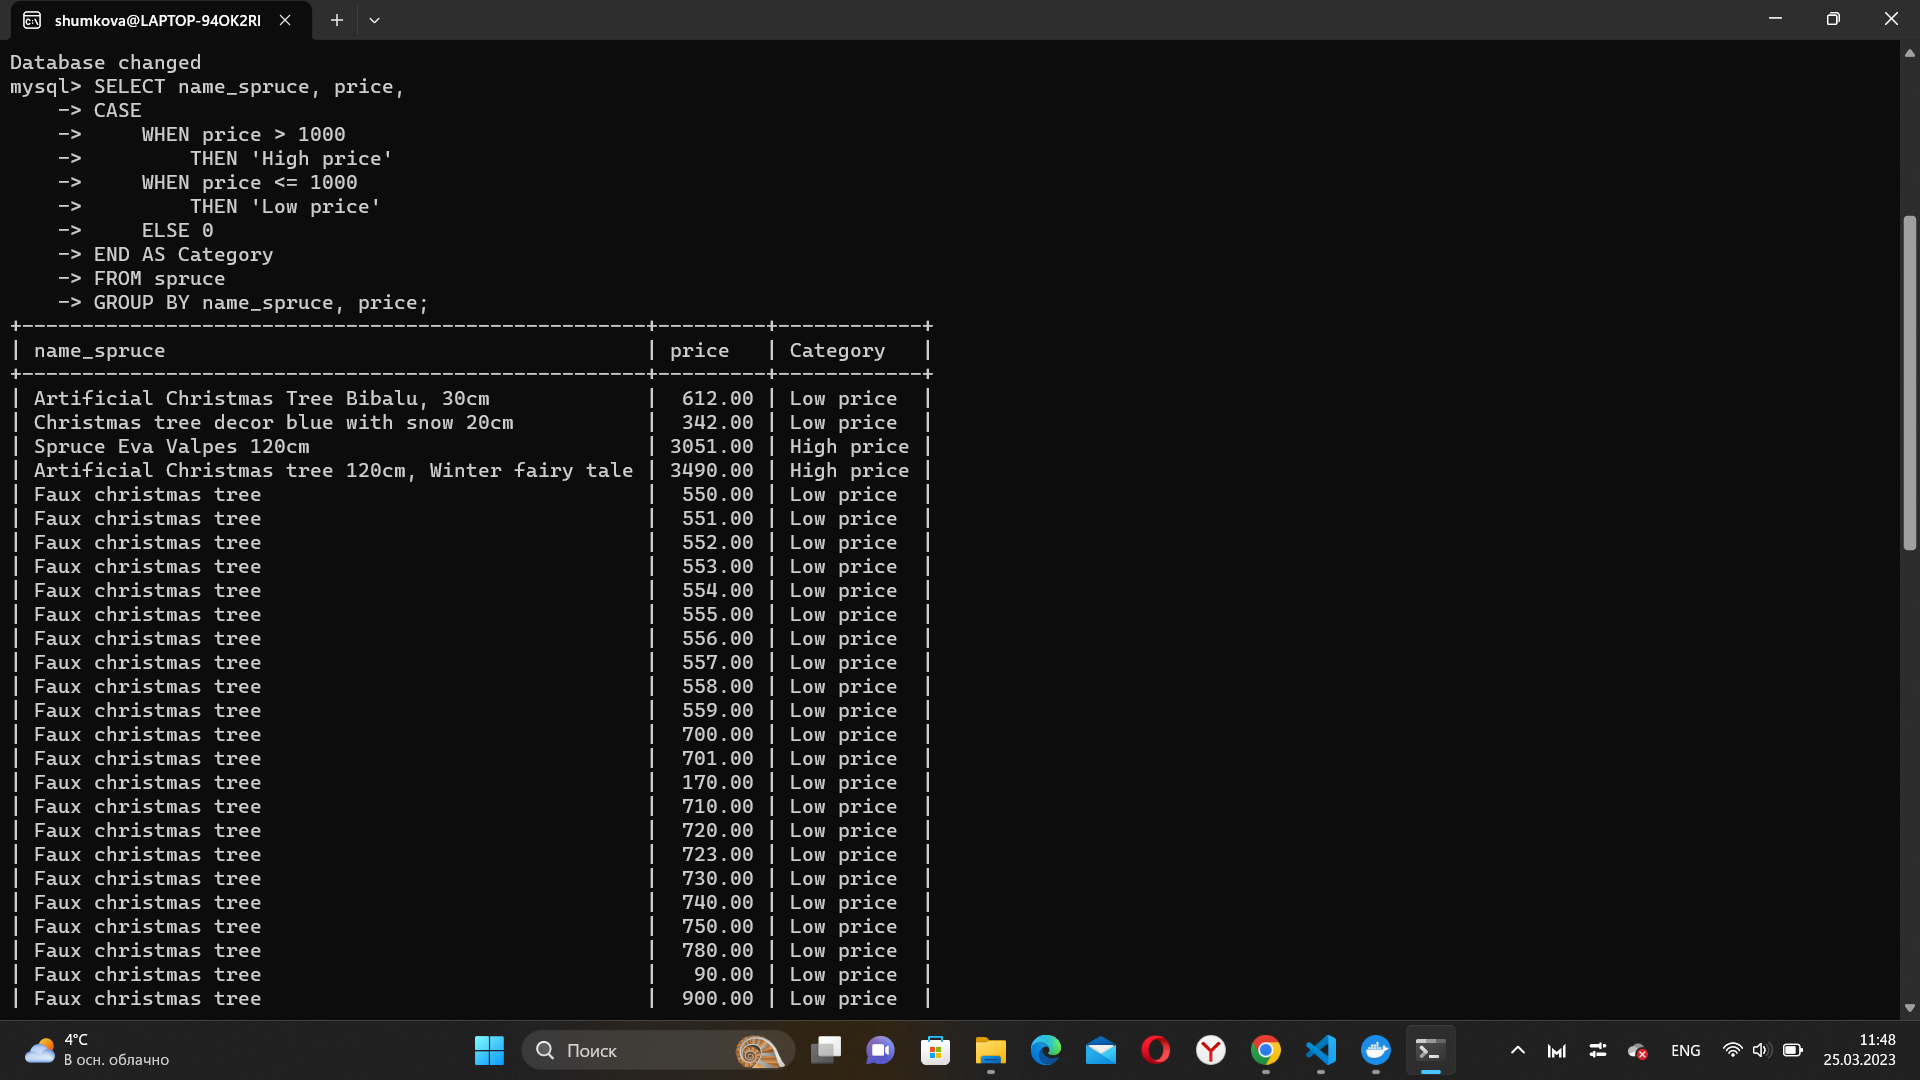 shumkova@LAPTOP-94OK2RI
Database changed
mysql> SELECT name_spruce, price,
    -> CASE
    ->     WHEN price > 1000
    ->         THEN 'High price'
    ->     WHEN price <= 1000
    ->         THEN 'Low price'
    ->     ELSE 0
    -> END AS Category
    -> FROM spruce
    -> GROUP BY name_spruce, price;
+----------------------------------------------------+---------+------------+
| name_spruce                                        | price   | Category   |
+----------------------------------------------------+---------+------------+
| Artificial Christmas Tree Bibalu, 30cm             |  612.00 | Low price  |
| Christmas tree decor blue with snow 20cm           |  342.00 | Low price  |
| Spruce Eva Valpes 120cm                            | 3051.00 | High price |
| Artificial Christmas tree 120cm, Winter fairy tale | 3490.00 | High price |
| Faux christmas tree                                |  550.00 | Low price  |
| Faux christmas tree                                |  551.00 | Low price  |
| Faux christmas tree                                |  552.00 | Low price  |
| Faux christmas tree                                |  553.00 | Low price  |
| Faux christmas tree                                |  554.00 | Low price  |
| Faux christmas tree                                |  555.00 | Low price  |
| Faux christmas tree                                |  556.00 | Low price  |
| Faux christmas tree                                |  557.00 | Low price  |
| Faux christmas tree                                |  558.00 | Low price  |
| Faux christmas tree                                |  559.00 | Low price  |
| Faux christmas tree                                |  700.00 | Low price  |
| Faux christmas tree                                |  701.00 | Low price  |
| Faux christmas tree                                |  170.00 | Low price  |
| Faux christmas tree                                |  710.00 | Low price  |
| Faux christmas tree                                |  720.00 | Low price  |
| Faux christmas tree                                |  723.00 | Low price  |
| Faux christmas tree                                |  730.00 | Low price  |
| Faux christmas tree                                |  740.00 | Low price  |
| Faux christmas tree                                |  750.00 | Low price  |
| Faux christmas tree                                |  780.00 | Low price  |
| Faux christmas tree                                |   90.00 | Low price  |
| Faux christmas tree                                |  900.00 | Low price  |
4°C
В осн. облачно
Поиск
ENG
11:48
25.03.2023